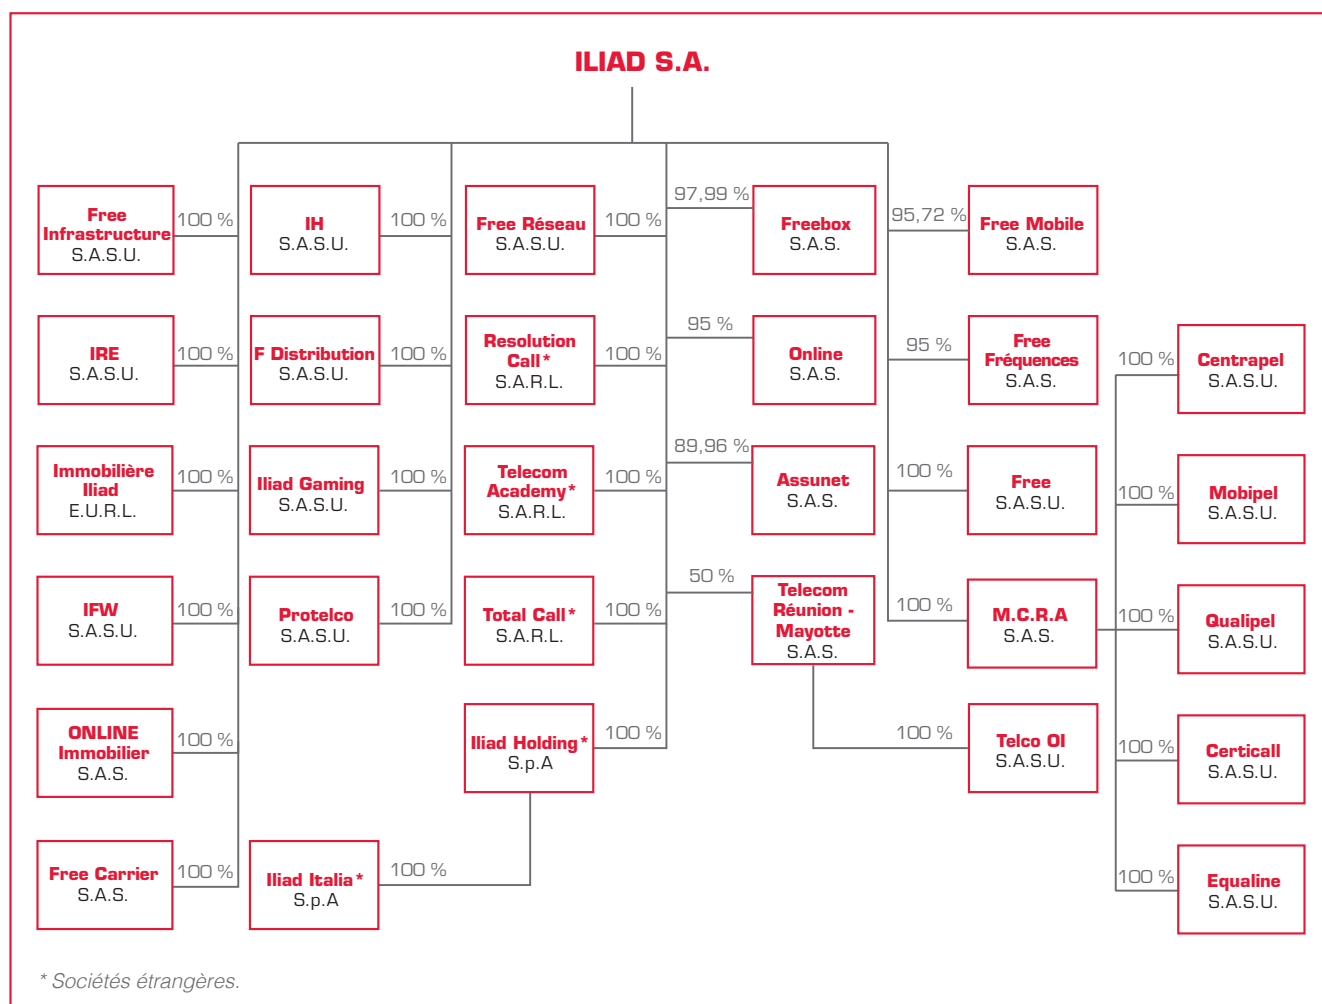 ILIAD S.A.
Free
Infrastructure
S.A.S.U.
100 %
IH
S.A.S.U.
100 %
Free Réseau
S.A.S.U.
100 %
97,99 %
Freebox
S.A.S.
95,72 %
Free Mobile
S.A.S.
IRE
S.A.S.U.
100 %
F Distribution
S.A.S.U.
100 %
Resolution
Call*
S.A.R.L.
100 %
95 %
Online
S.A.S.
95 %
Free
Fréquences
S.A.S.
100 %
Centrapel
S.A.S.U.
Immobilière
Iliad
E.U.R.L.
100 %
Iliad Gaming
S.A.S.U.
100 %
Telecom
Academy*
S.A.R.L.
100 %
89,96 %
Assunet
S.A.S.
100 %
Free
S.A.S.U.
100 %
Mobipel
S.A.S.U.
IFW
S.A.S.U.
100 %
Protelco
S.A.S.U.
100 %
Total Call*
S.A.R.L.
100 %
50 %
Telecom
Réunion -
Mayotte
S.A.S.
100 %
M.C.R.A
S.A.S.
100 %
Qualipel
S.A.S.U.
ONLINE
Immobilier
S.A.S.
100 %
Iliad Holding*
S.p.A
100 %
100 %
Telco OI
S.A.S.U.
100 %
Certicall
S.A.S.U.
Free Carrier
S.A.S.
100 %
Iliad Italia*
S.p.A
100 %
100 %
Equaline
S.A.S.U.
* Sociétés étrangères.